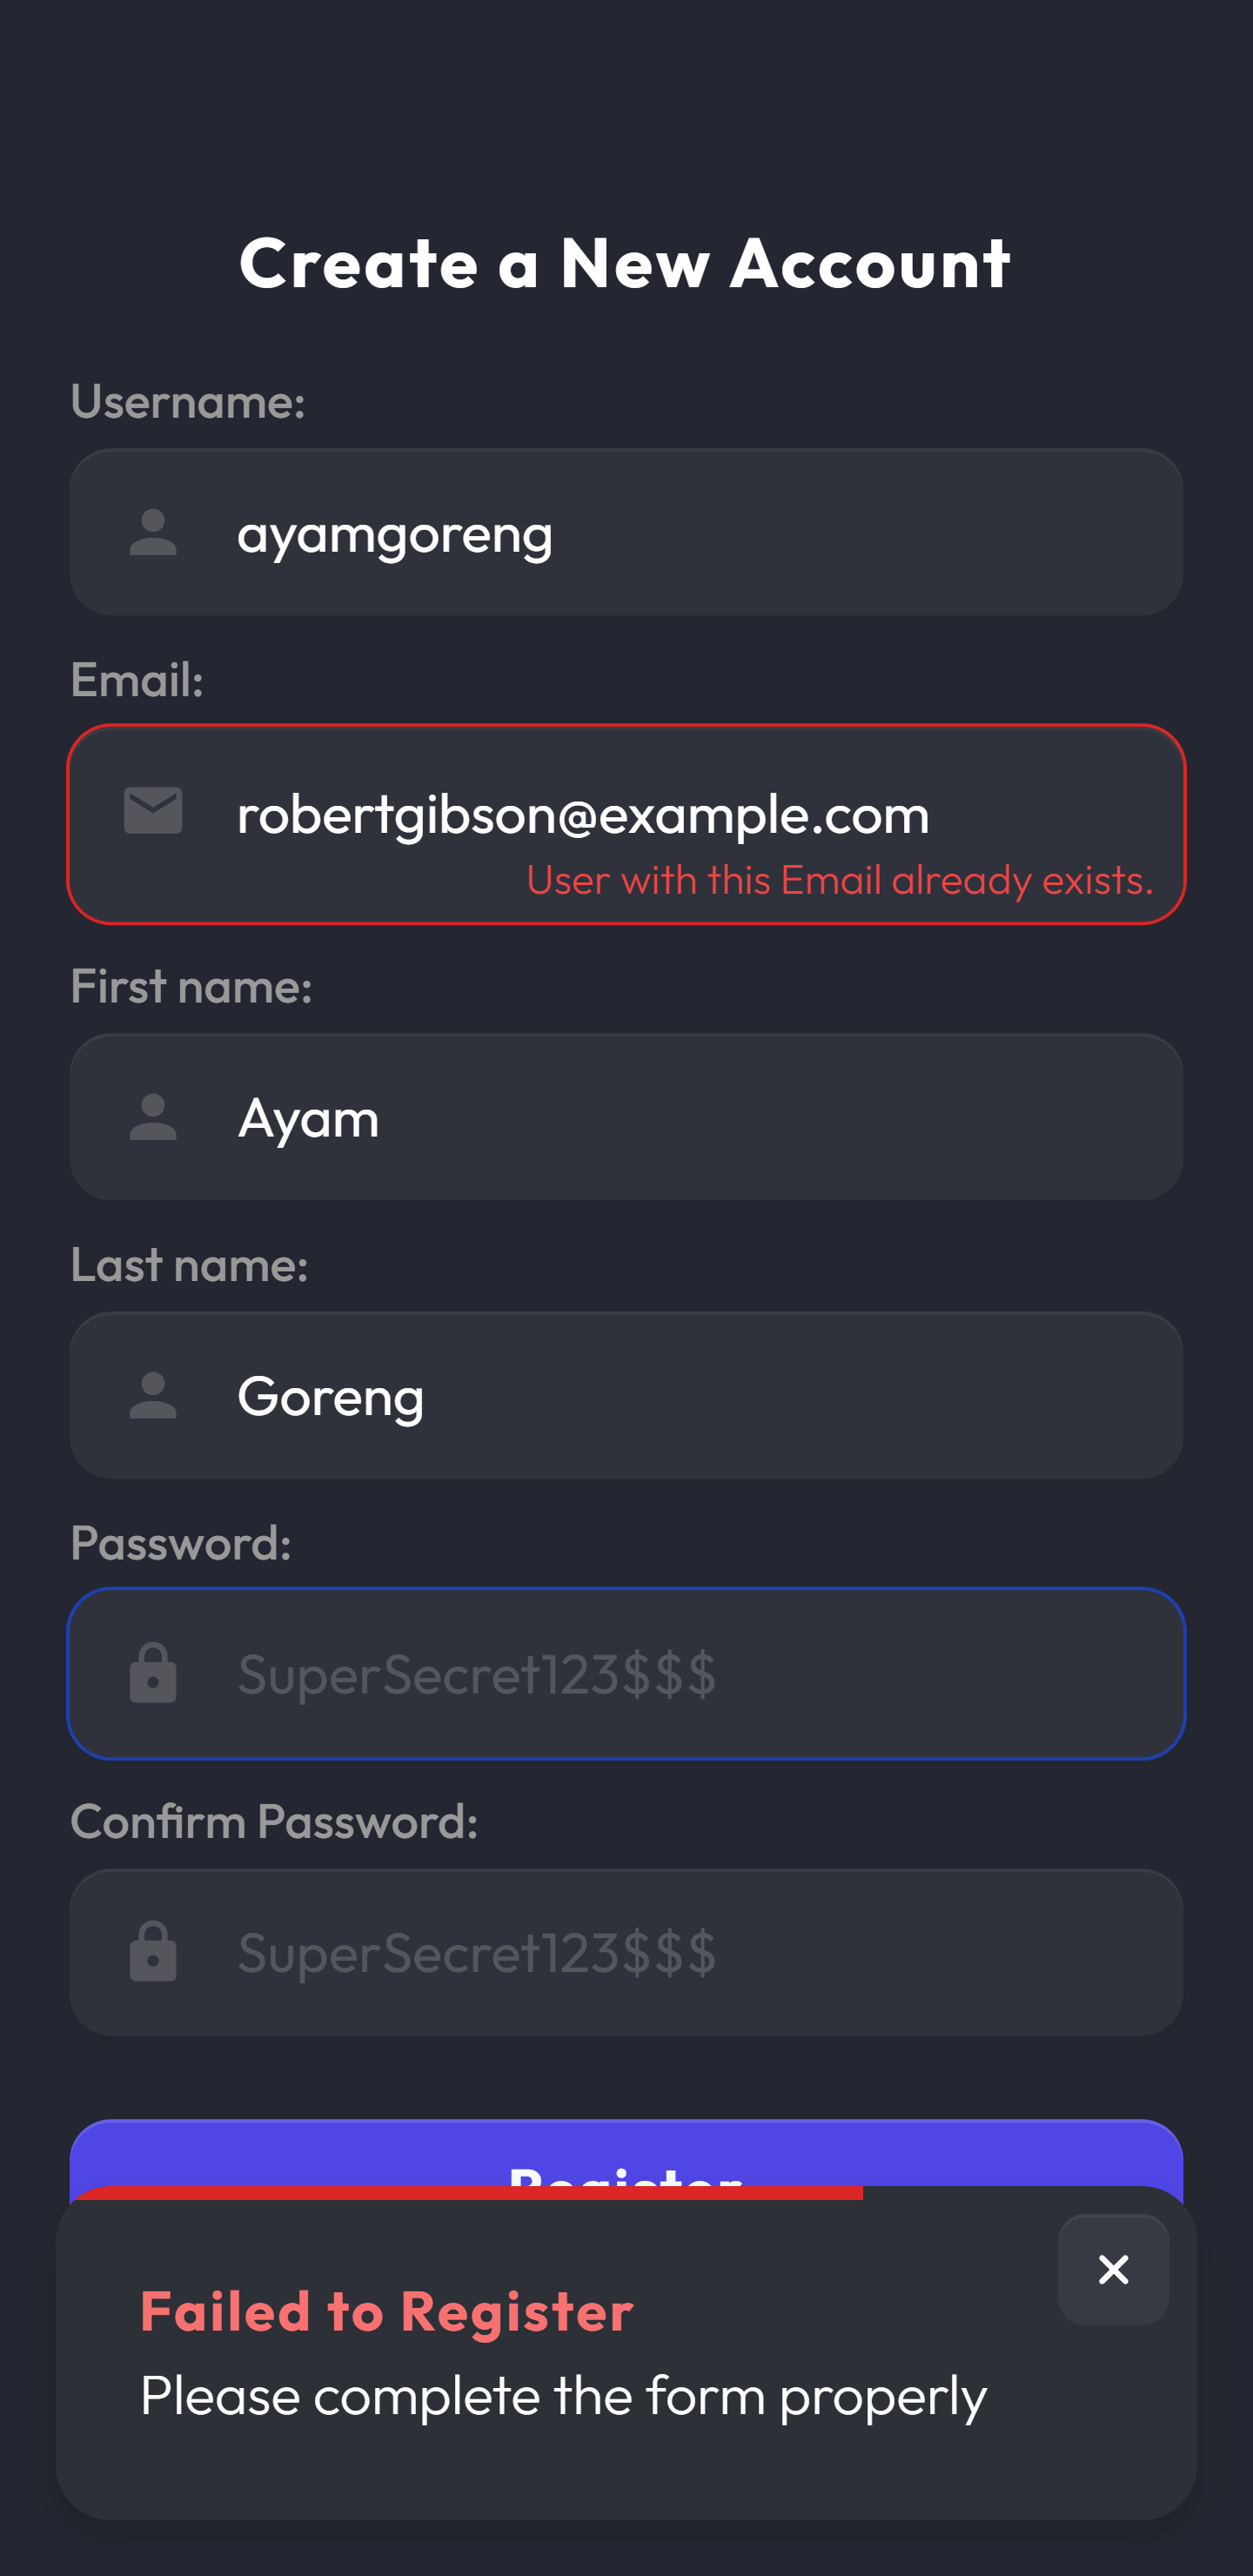 Create a New Account
Username:
ayamgoreng
Email:
robertgibson@example.com
User with this Email already exists.
First name:
Ayam
Last name:
Goreng
Password:
SuperSecret123$$$
Confirm Password:
SuperSecret123$$$
Register
Failed to Register
Please complete the form properly